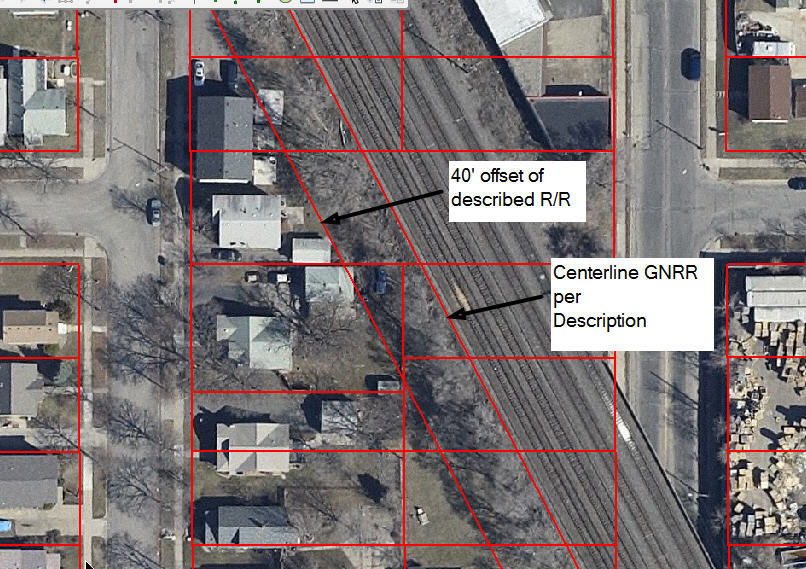 40' offset of
described R/R
Centerline GNRR
per
Description